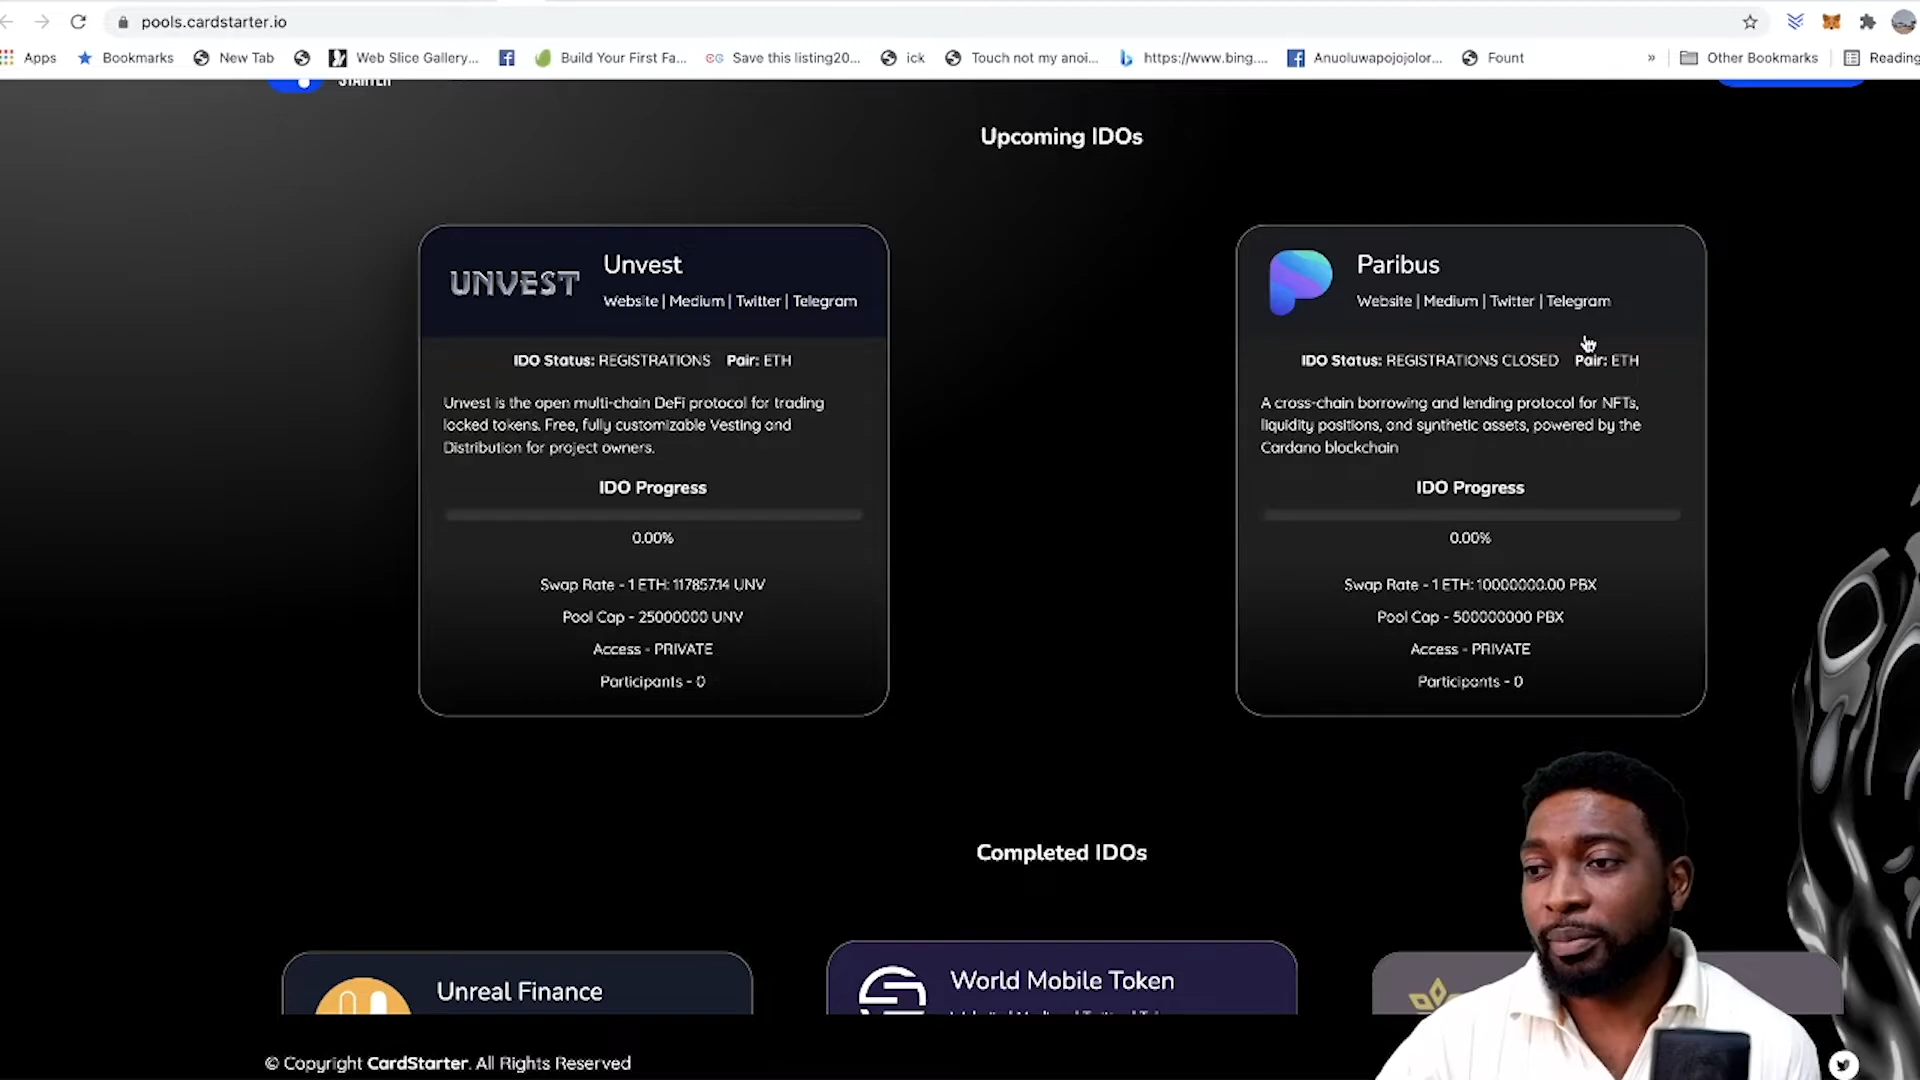 pools.cardstarter.io
Apps Bookmarks New Tab Web Slice Gallery... Build Your First Fa... Save this listing20... ick Touch not my anoi... https://www.bing.... Anuoluwapojojolor... Fount » Other Bookmarks Reading
STARTER
Upcoming IDOs
UNVEST
Unvest
Website | Medium | Twitter | Telegram
IDO Status: REGISTRATIONS Pair: ETH
Unvest is the open multi-chain DeFi protocol for trading
locked tokens. Free, fully customizable Vesting and
Distribution for project owners.
IDO Progress
0.00%
Swap Rate - 1 ETH: 117857.14 UNV
Pool Cap - 25000000 UNV
Access - PRIVATE
Participants - 0
Paribus
Website | Medium | Twitter | Telegram
IDO Status: REGISTRATIONS CLOSED Pair: ETH
A cross-chain borrowing and lending protocol for NFTs,
liquidity positions, and synthetic assets, powered by the
Cardano blockchain
IDO Progress
0.00%
Swap Rate - 1 ETH: 10000000.00 PBX
Pool Cap - 500000000 PBX
Access - PRIVATE
Participants - 0
Completed IDOs
Unreal Finance
World Mobile Token
© Copyright CardStarter. All Rights Reserved